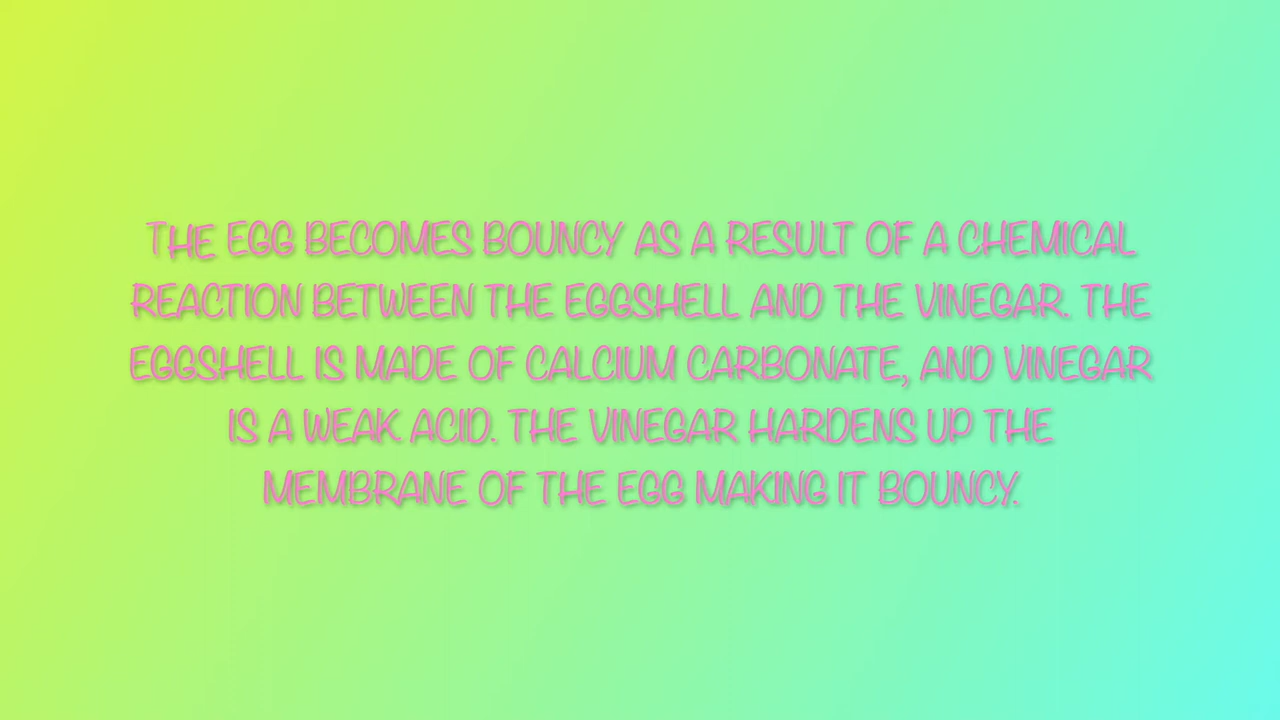 THE EGG BECOMES BOUNCY AS A RESULT OF A CHEMICAL
REACTION BETWEEN THE EGGSHELL AND THE VINEGAR. THE
EGGSHELL IS MADE OF CALCIUM CARBONATE, AND VINEGAR
IS A WEAK ACID. THE VINEGAR HARDENS UP THE
MEMBRANE OF THE EGG MAKING IT BOUNCY.